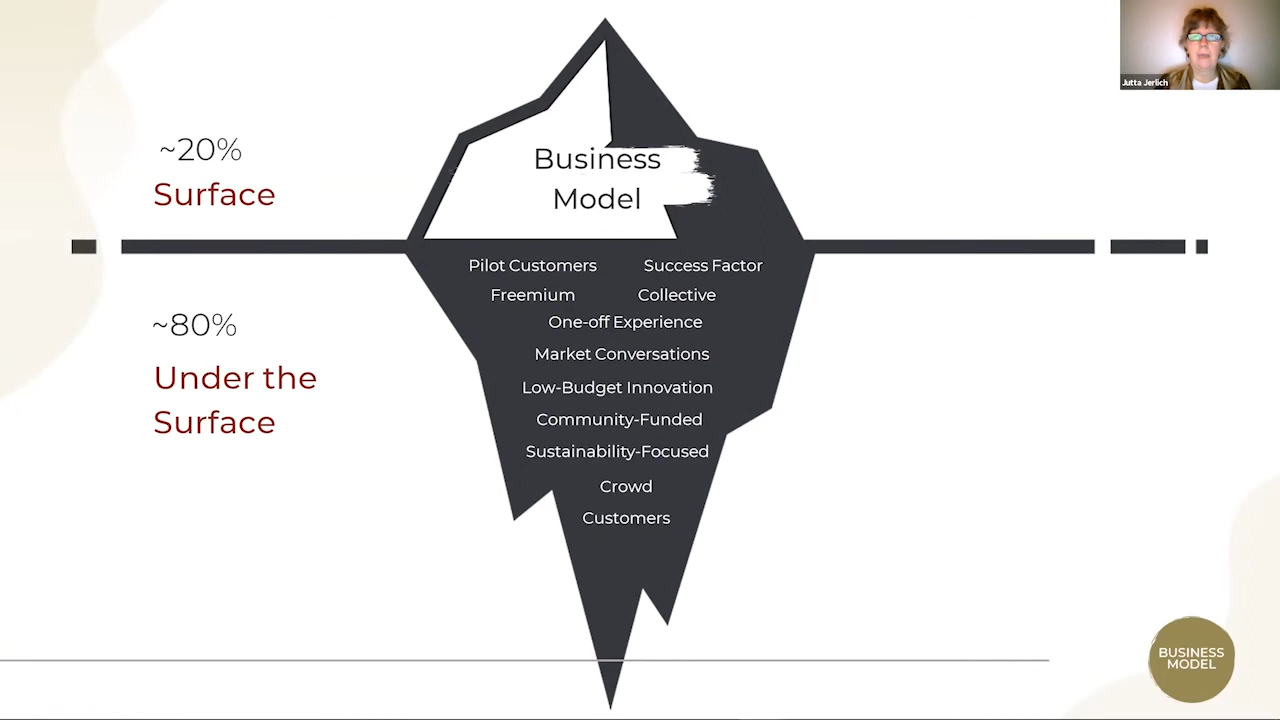 Jutta Jerlich
~20%
Surface
Business
Model
~80%
Under the
Surface
Pilot Customers
Success Factor
Freemium
Collective
One-off Experience
Market Conversations
Low-Budget Innovation
Community-Funded
Sustainability-Focused
Crowd
Customers
BUSINESS
MODEL